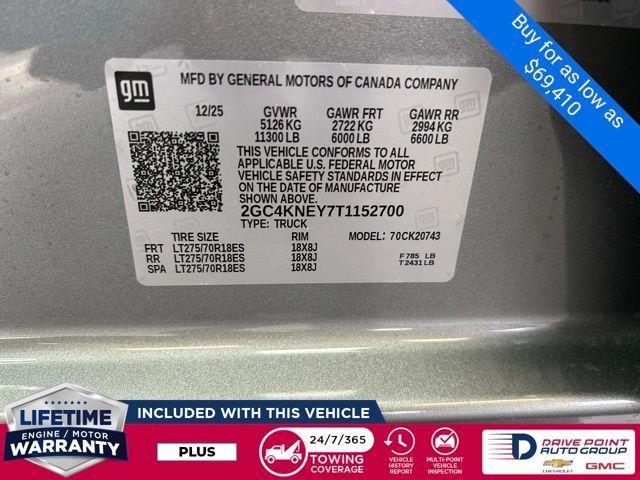 Buy for as low as
$69,410
gm
MFD BY GENERAL MOTORS OF CANADA COMPANY
12/25 GVWR GAWR FRT GAWR RR
5126 KG 2722 KG 2994 KG
11300 LB 6000 LB 6600 LB
THIS VEHICLE CONFORMS TO ALL
APPLICABLE U.S. FEDERAL MOTOR
VEHICLE SAFETY STANDARDS IN EFFECT
ON THE DATE OF MANUFACTURE
SHOWN ABOVE.
2GC4KNEY7T1152700
TYPE: TRUCK
TIRE SIZE RIM MODEL: 70CK20743
FRT LT275/70R18ES 18X8J
RR LT275/70R18ES 18X8J F 785 LB
SPA LT275/70R18ES 18X8J T 2431 LB
LIFETIME
ENGINE / MOTOR
WARRANTY
INCLUDED WITH THIS VEHICLE
PLUS
24/7/365
TOWING
COVERAGE
VEHICLE
HISTORY
REPORT
MULTI-POINT
VEHICLE
INSPECTION
DRIVE POINT
AUTO GROUP
CHEVROLET GMC